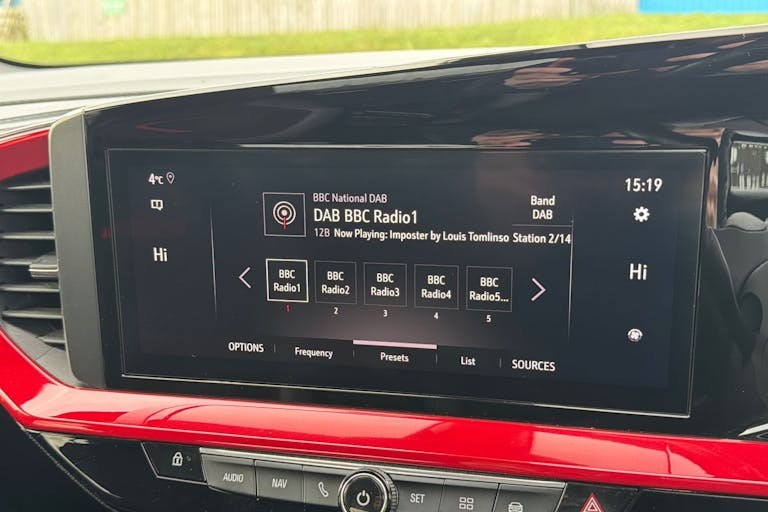 4°C
15:19
BBC National DAB
DAB BBC Radio1
Band
DAB
12B Now Playing: Imposter by Louis Tomlinso Station 2/14
Hi
Hi
BBC Radio1
BBC Radio2
BBC Radio3
BBC Radio4
BBC Radio5...
1
2
3
4
5
OPTIONS
Frequency
Presets
List
SOURCES
AUDIO
NAV
SET